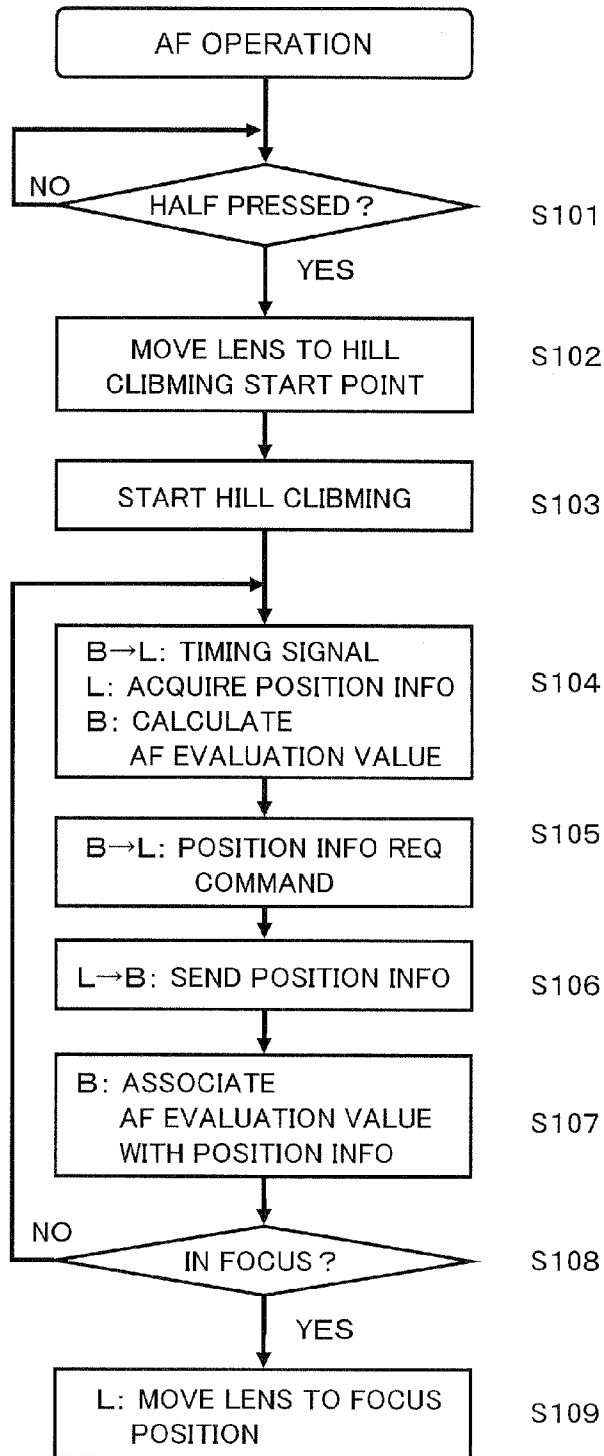 AF OPERATION
NO
HALF PRESSED?
S101
YES
MOVE LENS TO HILL
CLIBMING START POINT
S102
START HILL CLIBMING
S103
B→L: TIMING SIGNAL
L: ACQUIRE POSITION INFO
B: CALCULATE
AF EVALUATION VALUE
S104
B→L: POSITION INFO REQ
COMMAND
S105
L→B: SEND POSITION INFO
S106
B: ASSOCIATE
AF EVALUATION VALUE
WITH POSITION INFO
S107
NO
IN FOCUS?
S108
YES
L: MOVE LENS TO FOCUS
POSITION
S109